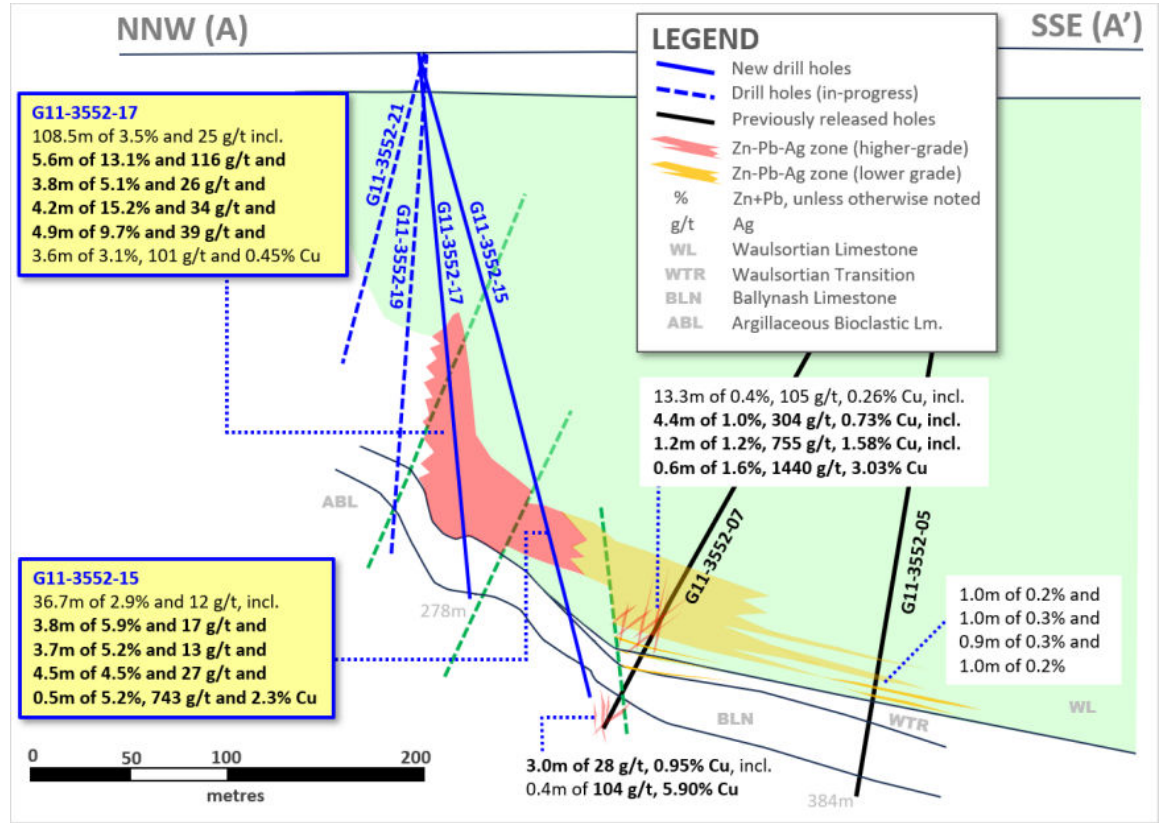 NNW (A)
SSE (A’)
LEGEND
New drill holes
Drill holes (in-progress)
Previously released holes
Zn-Pb-Ag zone (higher-grade)
Zn-Pb-Ag zone (lower grade)
% Zn+Pb, unless otherwise noted
g/t Ag
WL Waulsortian Limestone
WTR Waulsortian Transition
BLN Ballynash Limestone
ABL Argillaceous Bioclastic Lm.
G11-3552-17
108.5m of 3.5% and 25 g/t incl.
5.6m of 13.1% and 116 g/t and
3.8m of 5.1% and 26 g/t and
4.2m of 15.2% and 34 g/t and
4.9m of 9.7% and 39 g/t and
3.6m of 3.1%, 101 g/t and 0.45% Cu
G11-3552-21
G11-3552-19
G11-3552-17
G11-3552-15
13.3m of 0.4%, 105 g/t, 0.26% Cu, incl.
4.4m of 1.0%, 304 g/t, 0.73% Cu, incl.
1.2m of 1.2%, 755 g/t, 1.58% Cu, incl.
0.6m of 1.6%, 1440 g/t, 3.03% Cu
ABL
G11-3552-07
G11-3552-05
G11-3552-15
36.7m of 2.9% and 12 g/t, incl.
3.8m of 5.9% and 17 g/t and
3.7m of 5.2% and 13 g/t and
4.5m of 4.5% and 27 g/t and
0.5m of 5.2%, 743 g/t and 2.3% Cu
278m
1.0m of 0.2% and
1.0m of 0.3% and
0.9m of 0.3% and
1.0m of 0.2%
BLN
WTR
WL
0 50 100 200
metres
3.0m of 28 g/t, 0.95% Cu, incl.
0.4m of 104 g/t, 5.90% Cu
384m